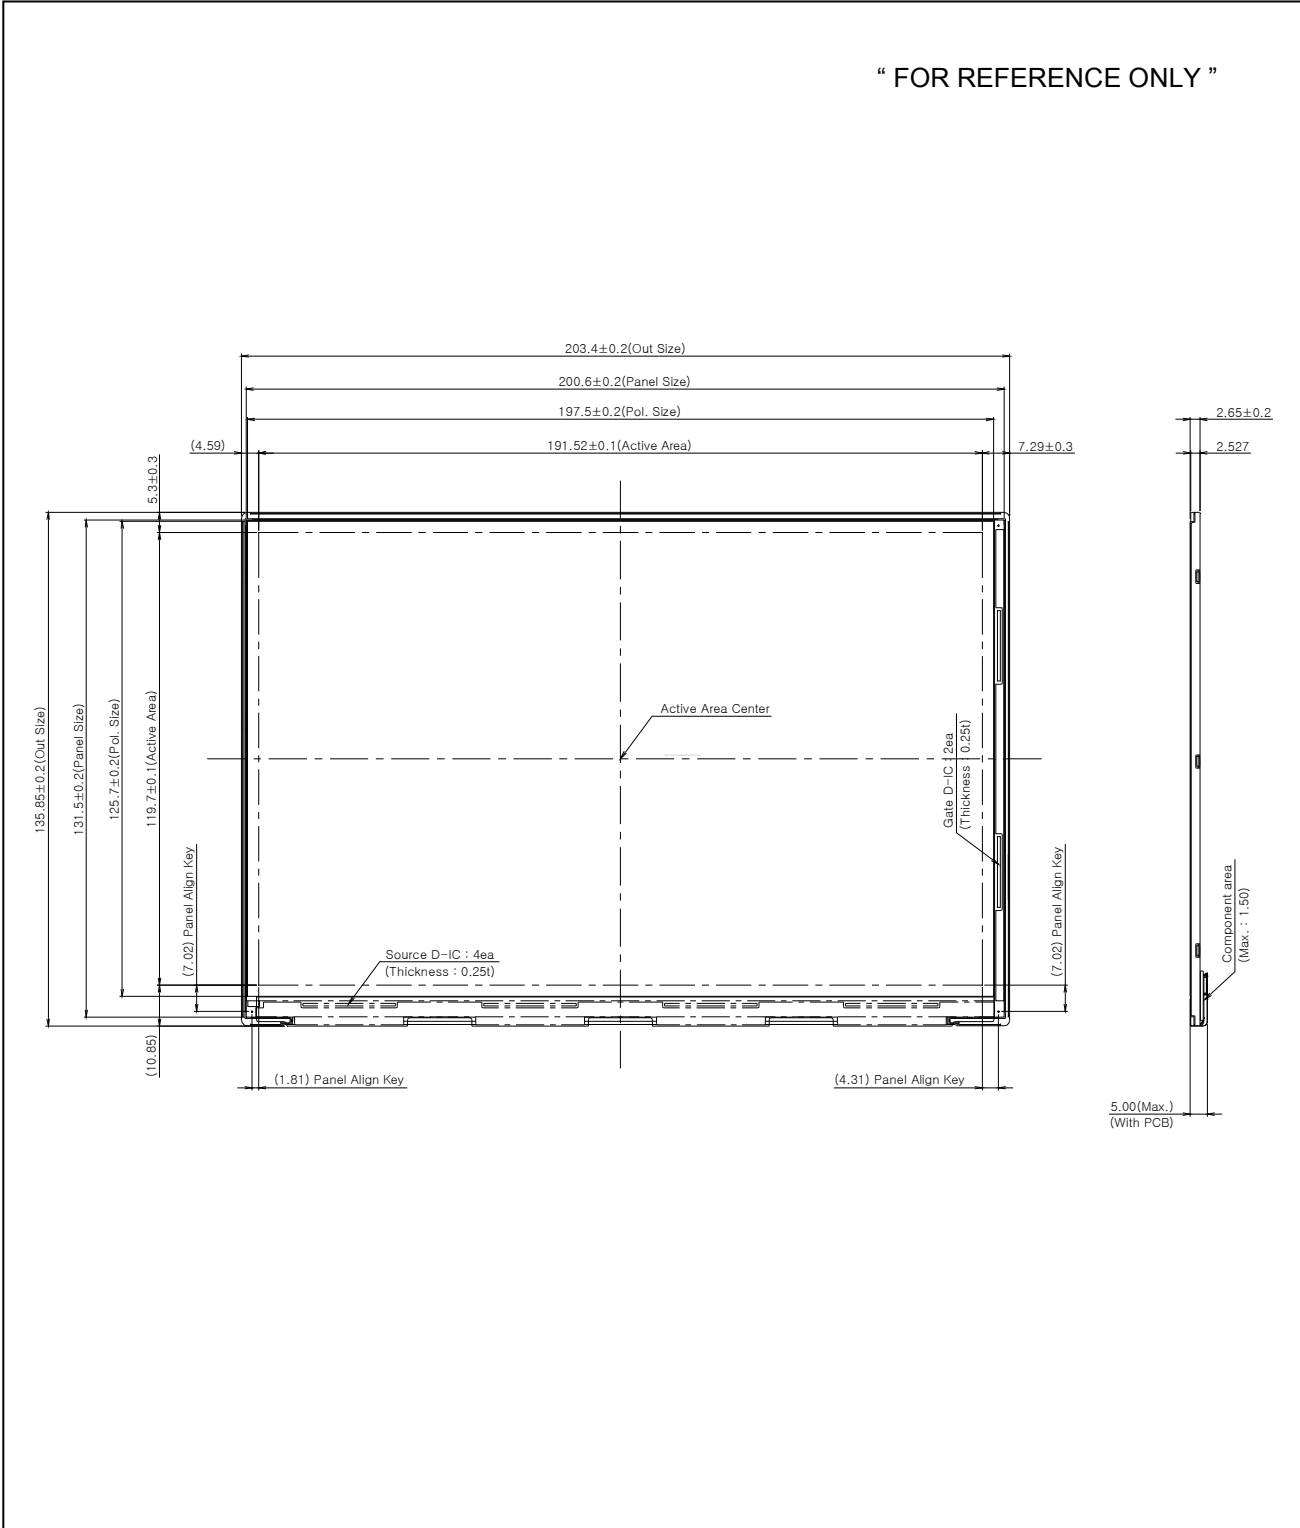 “ FOR REFERENCE ONLY ”
203.4±0.2(Out Size)
200.6±0.2(Panel Size)
197.5±0.2(Pol. Size)
2.65±0.2
(4.59)
191.52±0.1(Active Area)
7.29±0.3
2.527
5.3±0.3
135.85±0.2(Out Size)
131.5±0.2(Panel Size)
125.7±0.2(Pol. Size)
119.7±0.1(Active Area)
Active Area Center
Gate D-IC : 2ea
(Thickness : 0.25t)
(7.02) Panel Align Key
(7.02) Panel Align Key
Component area
(Max. : 1.50)
Source D-IC : 4ea
(Thickness : 0.25t)
(10.85)
(1.81) Panel Align Key
(4.31) Panel Align Key
5.00(Max.)
(With PCB)